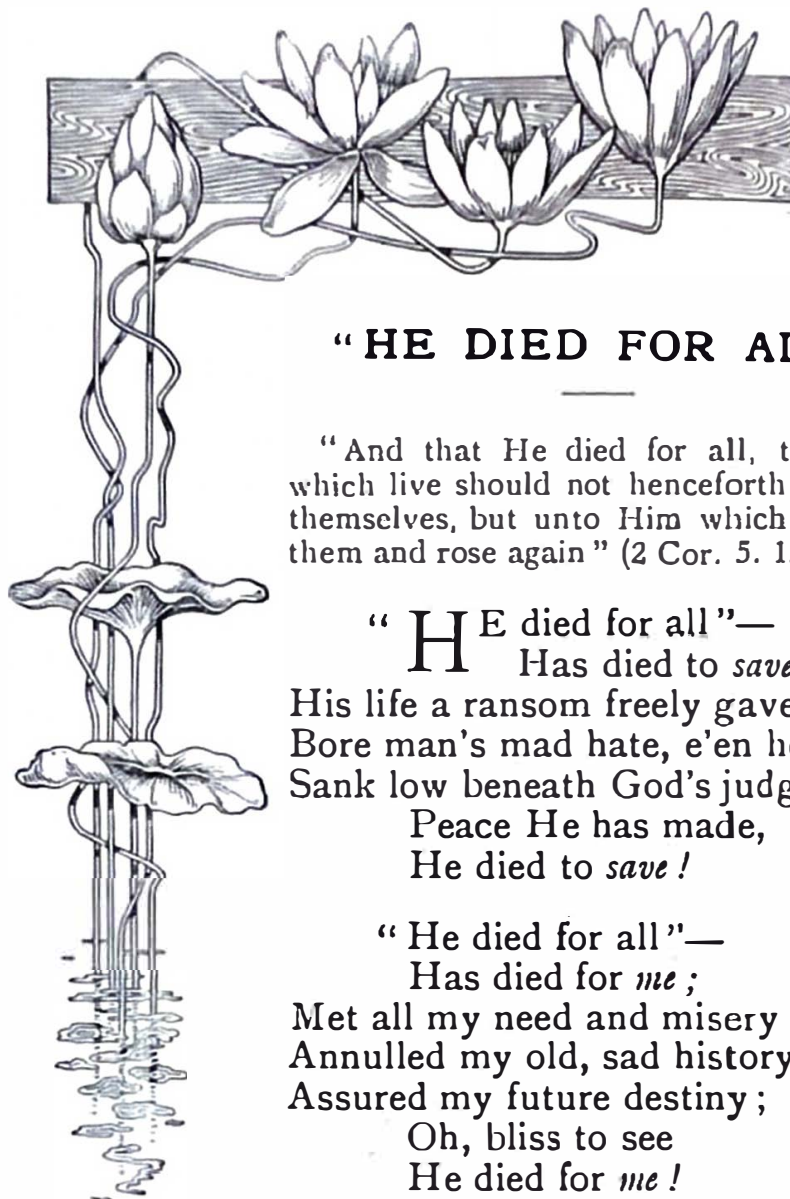 “HE DIED FOR
“And that He died for all,
which live should not henceforth
themselves, but unto Him which
them and rose again” (2 Cor. 5.
“HE died for all”—
Has died to save
His life a ransom freely gave
Bore man's mad hate, e'en
Sank low beneath God's
Peace He has made,
He died to save!
“He died for all”—
Has died for me;
Met all my need and misery
Annulled my old, sad history
Assured my future destiny;
Oh, bliss to see
He died for me!